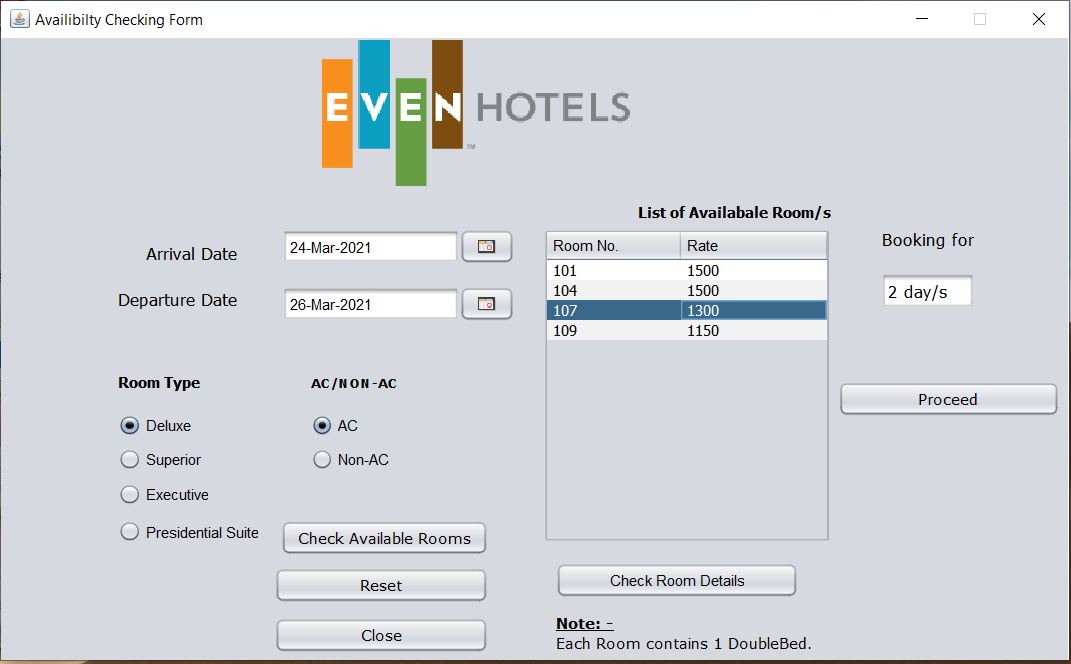 Availibilty Checking Form
EVEN HOTELS
TM
List of Availabale Room/s
Arrival Date
24-Mar-2021
Departure Date
26-Mar-2021
Room No. Rate
101 1500
104 1500
107 1300
109 1150
Booking for
2 day/s
Proceed
Room Type
AC/NON-AC
Deluxe
AC
Superior
Non-AC
Executive
Presidential Suite
Check Available Rooms
Reset
Close
Check Room Details
Note: -
Each Room contains 1 DoubleBed.